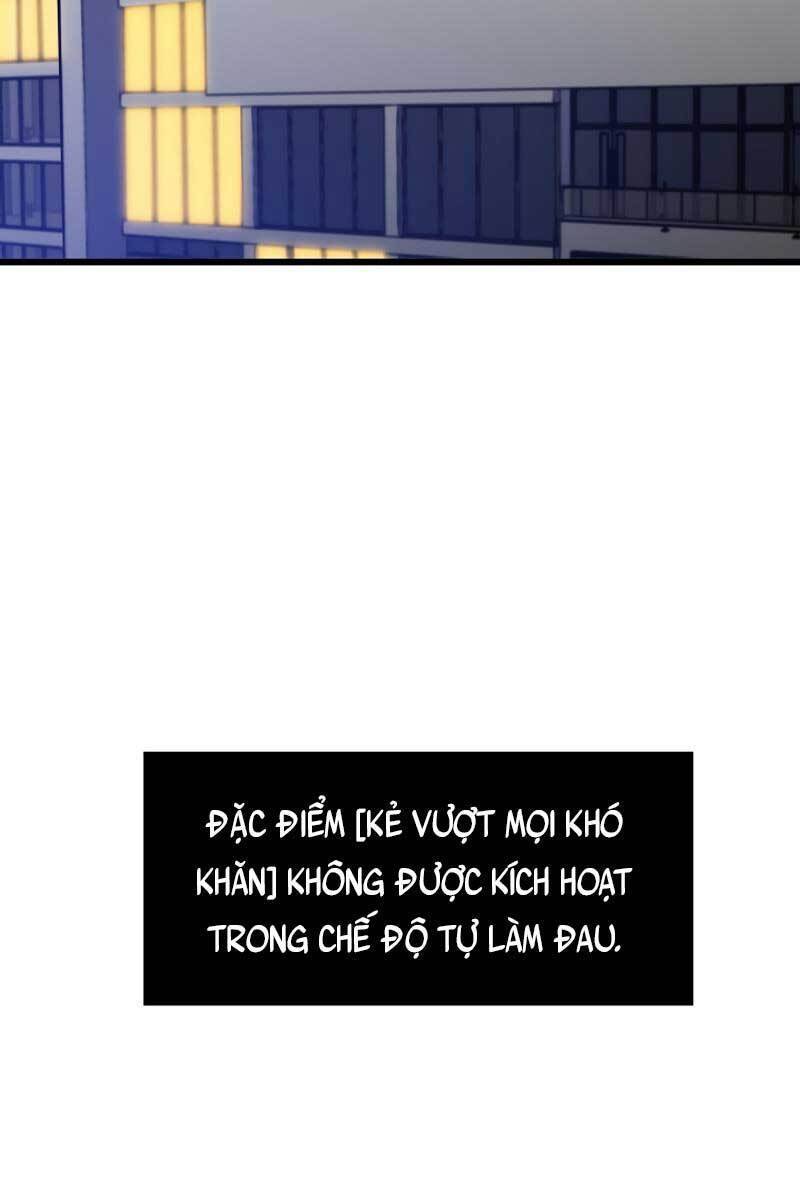 ĐẶC ĐIỂM [KẺ VƯỢT MỌI KHÓ
KHĂN] KHÔNG ĐƯỢC KÍCH HOẠT
TRONG CHẾ ĐỘ TỰ LÀM ĐAU.